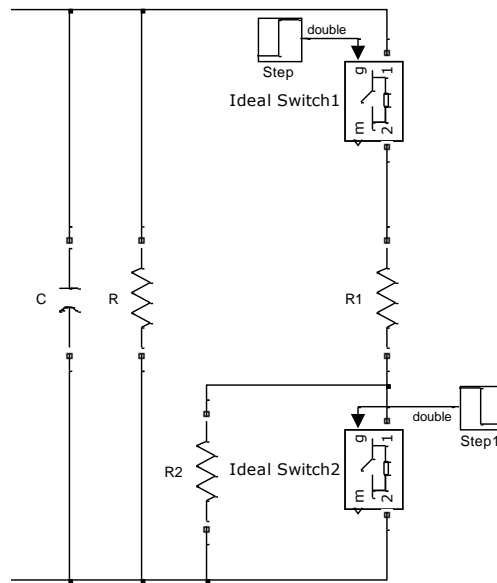 double
Step
g
1
Ideal Switch1
m
2
C
R
R1
double
Step1
g
1
R2
Ideal Switch2
m
2